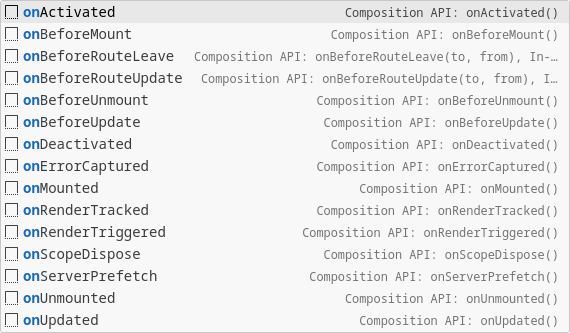 onActivated Composition API: onActivated()
onBeforeMount Composition API: onBeforeMount()
onBeforeRouteLeave Composition API: onBeforeRouteLeave(to, from), In-…
onBeforeRouteUpdate Composition API: onBeforeRouteUpdate(to, from), I…
onBeforeUnmount Composition API: onBeforeUnmount()
onBeforeUpdate Composition API: onBeforeUpdate()
onDeactivated Composition API: onDeactivated()
onErrorCaptured Composition API: onErrorCaptured()
onMounted Composition API: onMounted()
onRenderTracked Composition API: onRenderTracked()
onRenderTriggered Composition API: onRenderTriggered()
onScopeDispose Composition API: onScopeDispose()
onServerPrefetch Composition API: onServerPrefetch()
onUnmounted Composition API: onUnmounted()
onUpdated Composition API: onUpdated()